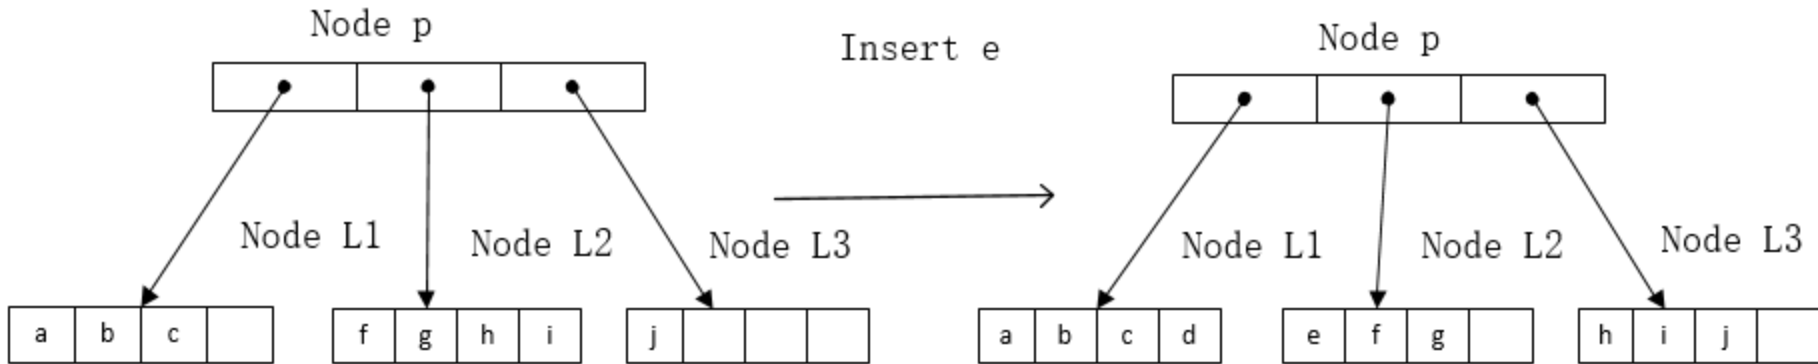 Node p
Insert e
Node p
Node L1
Node L2
Node L3
Node L1
Node L2
Node L3
a b c
f g h i
j
a b c d
e f g
h i j